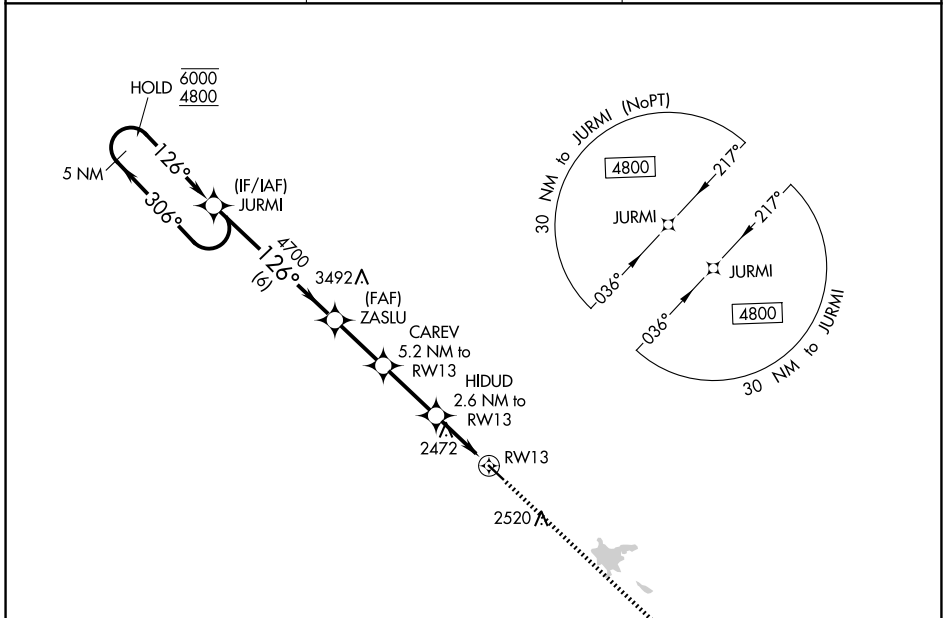 HOLD 6000
4800
5 NM
126°
306°
(IF/IAF)
JURMI
4700
126°
(6)
3492
(FAF)
ZASLU
CAREV
5.2 NM to
RW13
HIDUD
2.6 NM to
RW13
2472
RW13
2520
30 NM to JURMI (NoPT)
4800
217°
JURMI
036°
217°
JURMI
036°
4800
30 NM to JURMI